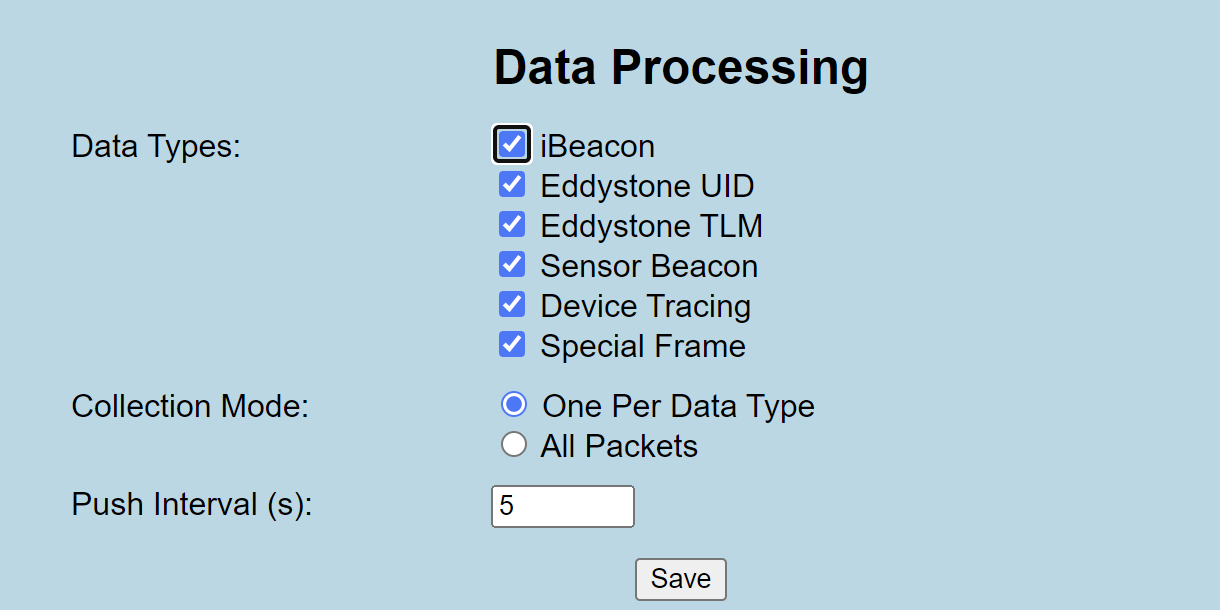 Data Processing
Data Types: iBeacon
Eddystone UID
Eddystone TLM
Sensor Beacon
Device Tracing
Special Frame
Collection Mode: One Per Data Type
All Packets
Push Interval (s): 5
Save